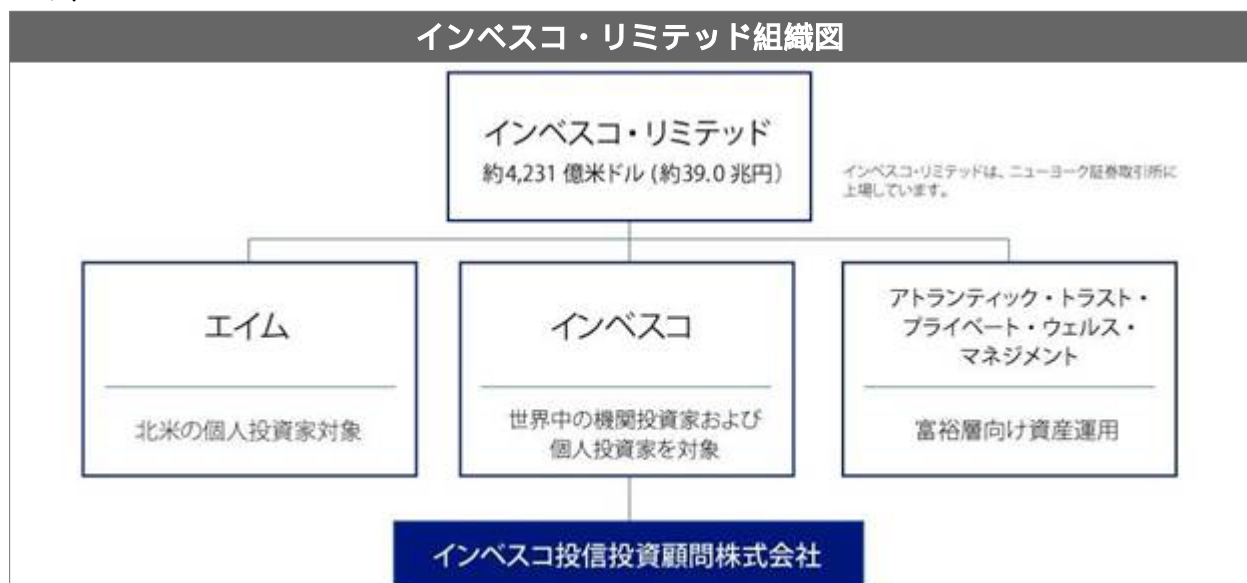 インベスコ・リミテッド組織図
インベスコ・リミテッド
約4,231 億米ドル (約39.0 兆円)
インベスコ・リミテッドは、ニューヨーク証券取引所に
上場しています。
エイム
北米の個人投資家対象
インベスコ
世界中の機関投資家および
個人投資家を対象
アトランティック・トラスト・
プライベート・ウェルス・
マネジメント
富裕層向け資産運用
インベスコ投信投資顧問株式会社